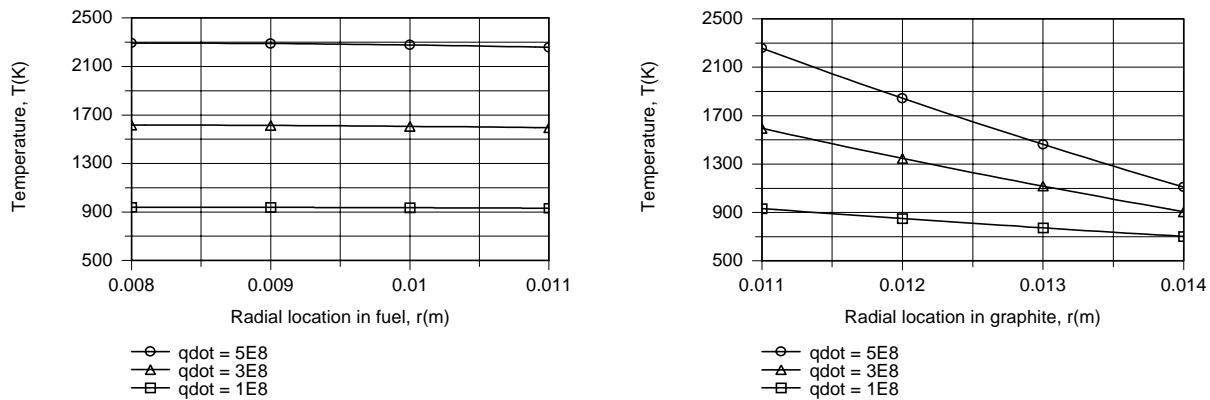 Temperature, T(K)
2500
2100
1700
1300
900
500
0.008 0.009 0.01 0.011
Radial location in fuel, r(m)
qdot = 5E8
qdot = 3E8
qdot = 1E8
Temperature, T(K)
2500
2100
1700
1300
900
500
0.011 0.012 0.013 0.014
Radial location in graphite, r(m)
qdot = 5E8
qdot = 3E8
qdot = 1E8